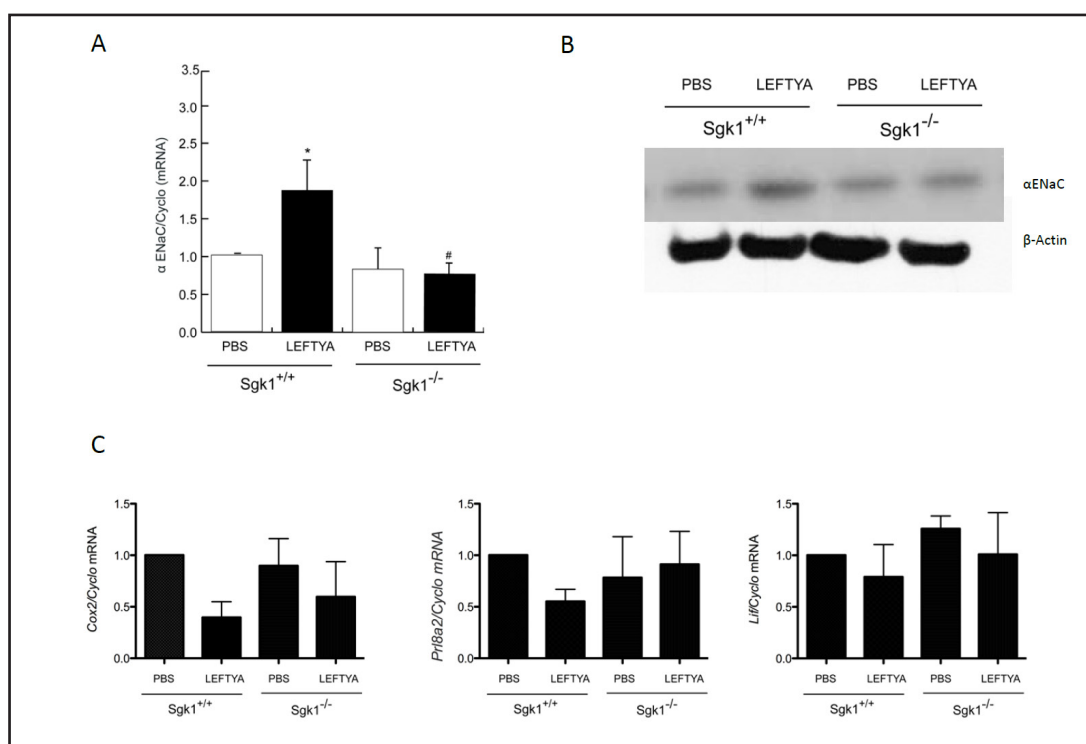 A
3.5
3.0
2.5
2.0
1.5
1.0
0.5
0.0
α ENaC/Cyclo (mRNA)
*
#
PBS LEFTYA PBS LEFTYA
Sgk1+/+ Sgk1-/-
B
PBS LEFTYA PBS LEFTYA
Sgk1+/+ Sgk1-/-
αENaC
β-Actin
C
1.5
1.0
0.5
0.0
Cox2/Cyclo mRNA
PBS LEFTYA PBS LEFTYA
Sgk1+/+ Sgk1-/-
1.5
1.0
0.5
0.0
Prl8a2/Cyclo mRNA
PBS LEFTYA PBS LEFTYA
Sgk1+/+ Sgk1-/-
1.5
1.0
0.5
0.0
Lif/Cyclo mRNA
PBS LEFTYA PBS LEFTYA
Sgk1+/+ Sgk1-/-